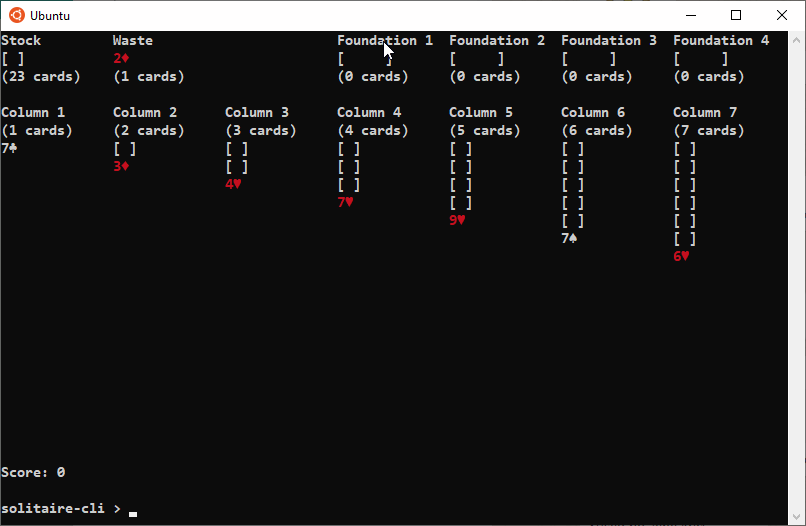 Ubuntu
Stock Waste Foundation 1 Foundation 2 Foundation 3 Foundation 4
[ ] 2♦ [ ] [ ] [ ] [ ]
(23 cards) (1 cards) (0 cards) (0 cards) (0 cards) (0 cards)
Column 1 Column 2 Column 3 Column 4 Column 5 Column 6 Column 7
(1 cards) (2 cards) (3 cards) (4 cards) (5 cards) (6 cards) (7 cards)
7♣ [ ] [ ] [ ] [ ] [ ] [ ]
3♦ [ ] [ ] [ ] [ ] [ ]
4♥ [ ] [ ] [ ] [ ]
7♥ [ ] [ ] [ ]
9♥ [ ] [ ]
7♠ [ ]
6♥
Score: 0
solitaire-cli >